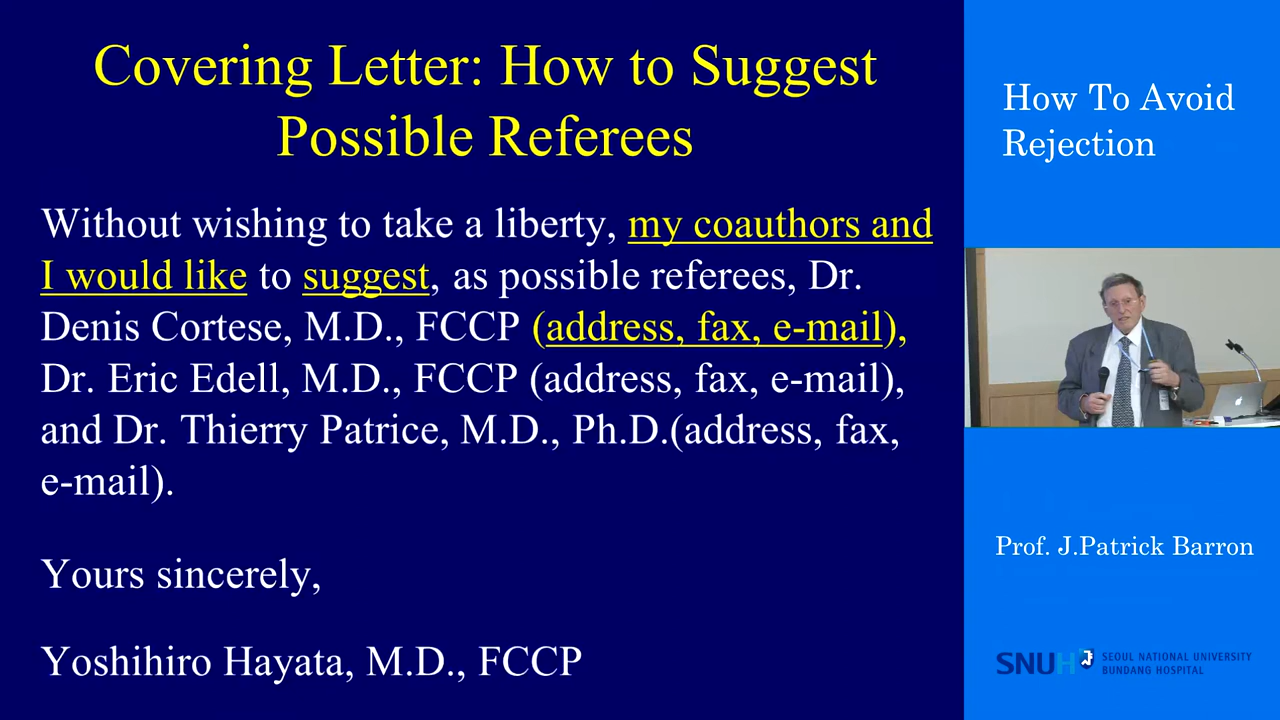 Covering Letter: How to Suggest
Possible Referees
Without wishing to take a liberty, my coauthors and
I would like to suggest, as possible referees, Dr.
Denis Cortese, M.D., FCCP (address, fax, e-mail),
Dr. Eric Edell, M.D., FCCP (address, fax, e-mail),
and Dr. Thierry Patrice, M.D., Ph.D.(address, fax,
e-mail).
Yours sincerely,
Yoshihiro Hayata, M.D., FCCP
How To Avoid
Rejection
Prof. J.Patrick Barron
SNUH
SEOUL NATIONAL UNIVERSITY
BUNDANG HOSPITAL